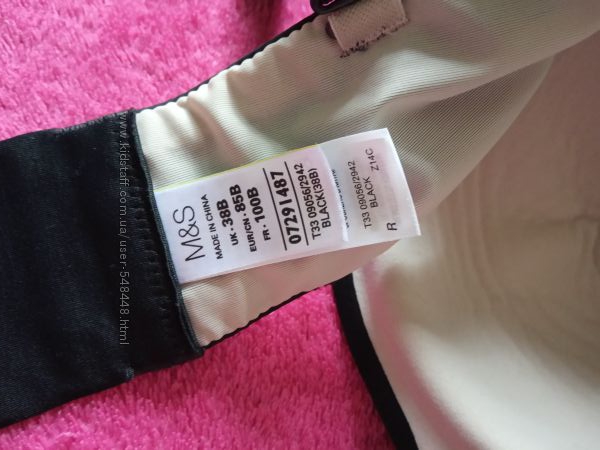 M&S
MADE IN CHINA
UK · 38B
EUR/CN · 85B
FR · 100B
07291487
T33 09056/2942
BLACK(38B)
T33 09056/2942
BLACK Z14C
R
www.kidstaff.com.ua/user-548448.html